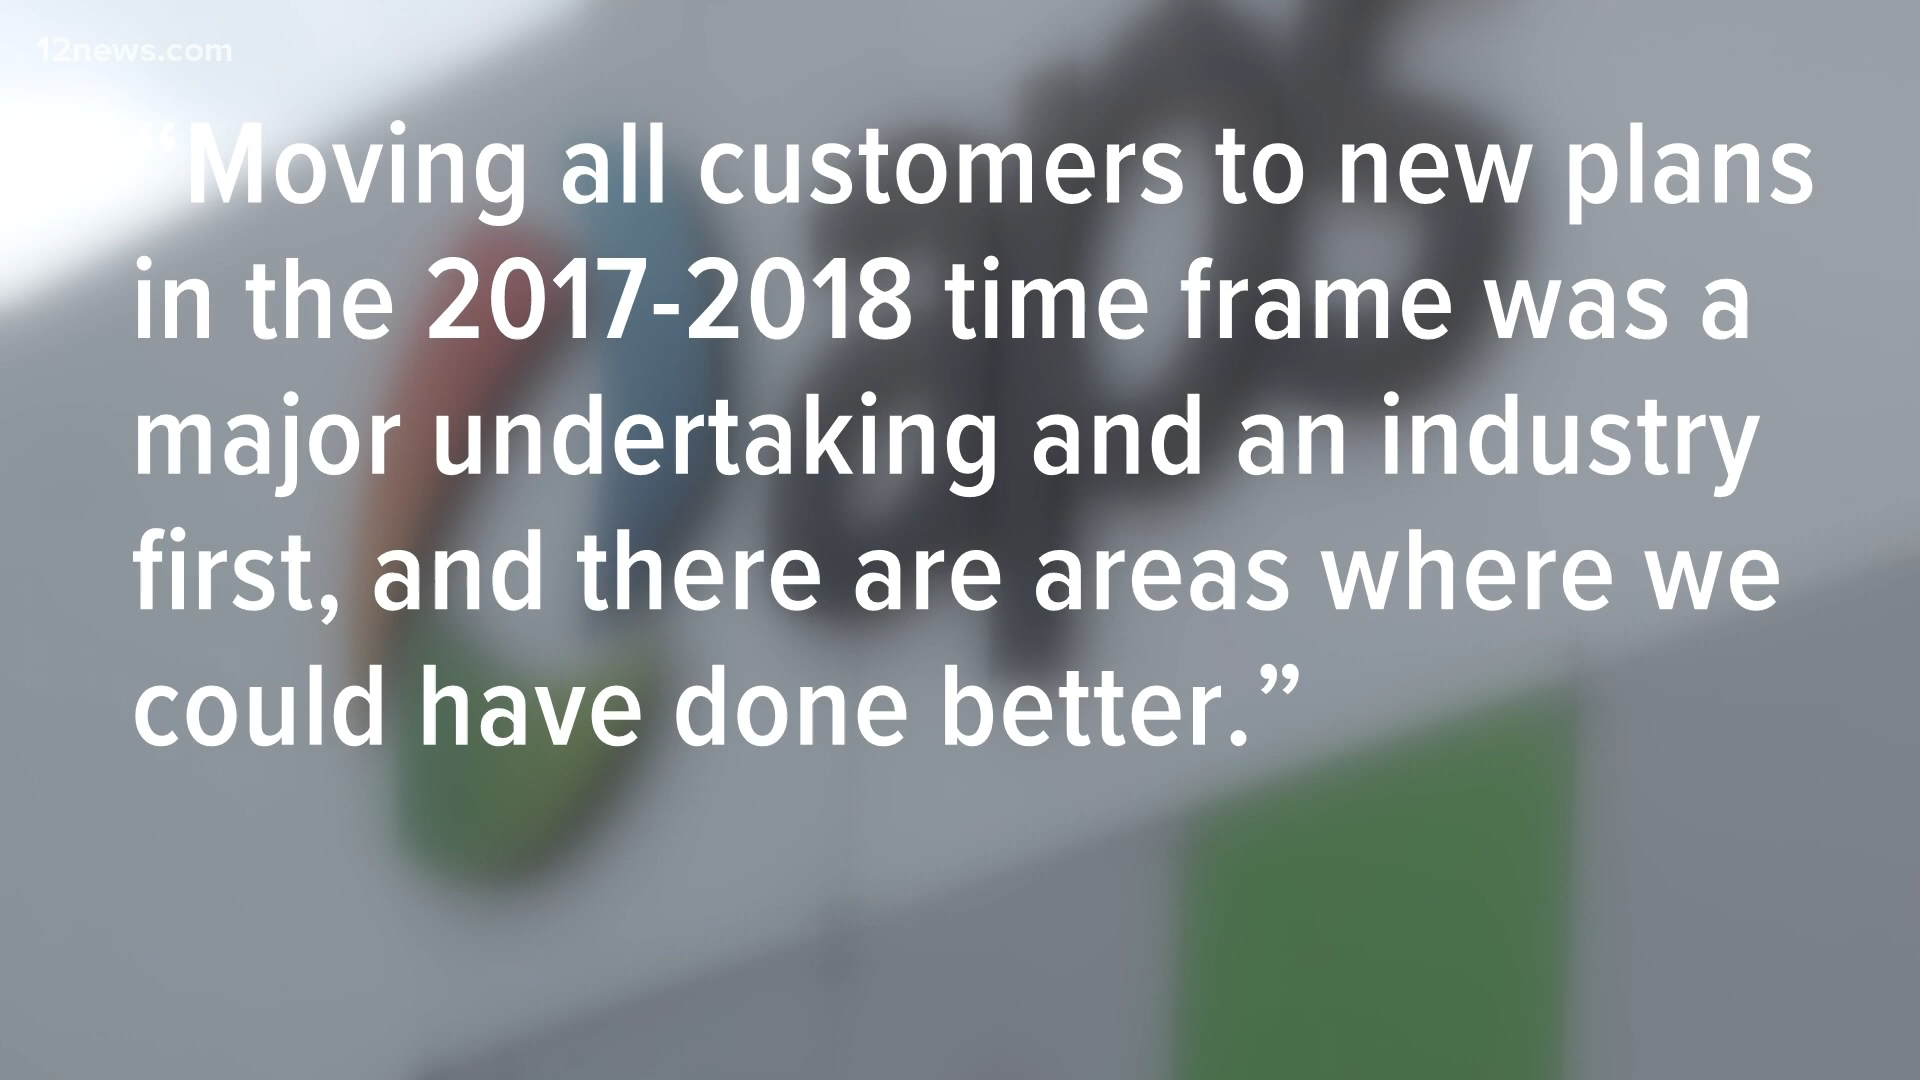 12news.com
“Moving all customers to new plans
in the 2017-2018 time frame was a
major undertaking and an industry
first, and there are areas where we
could have done better.”
aps